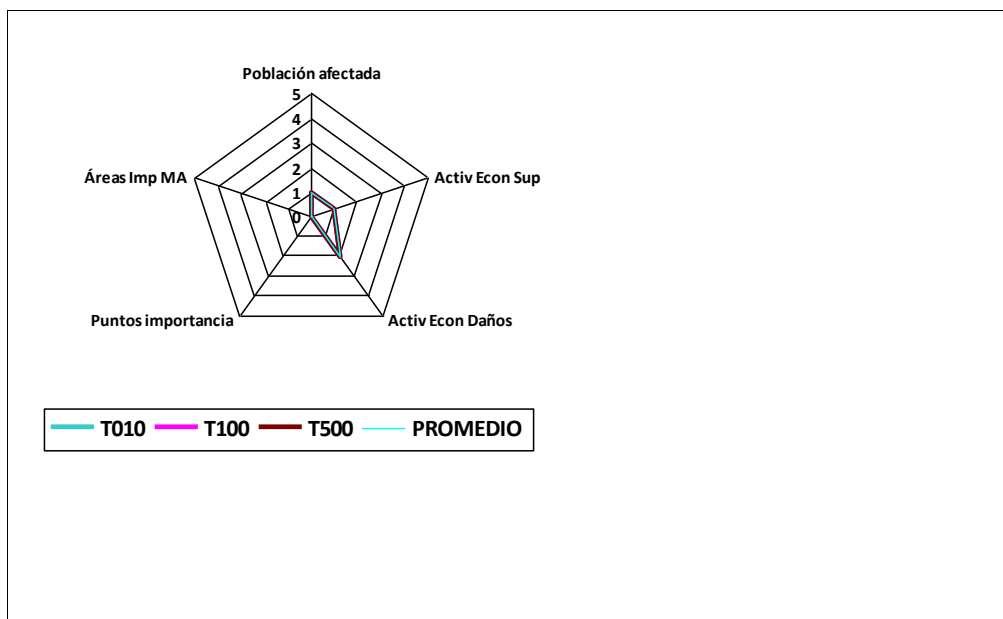 Población afectada
5
4
3
2
1
0
Áreas Imp MA
Activ Econ Sup
Puntos importancia
Activ Econ Daños
T010 T100 T500 PROMEDIO